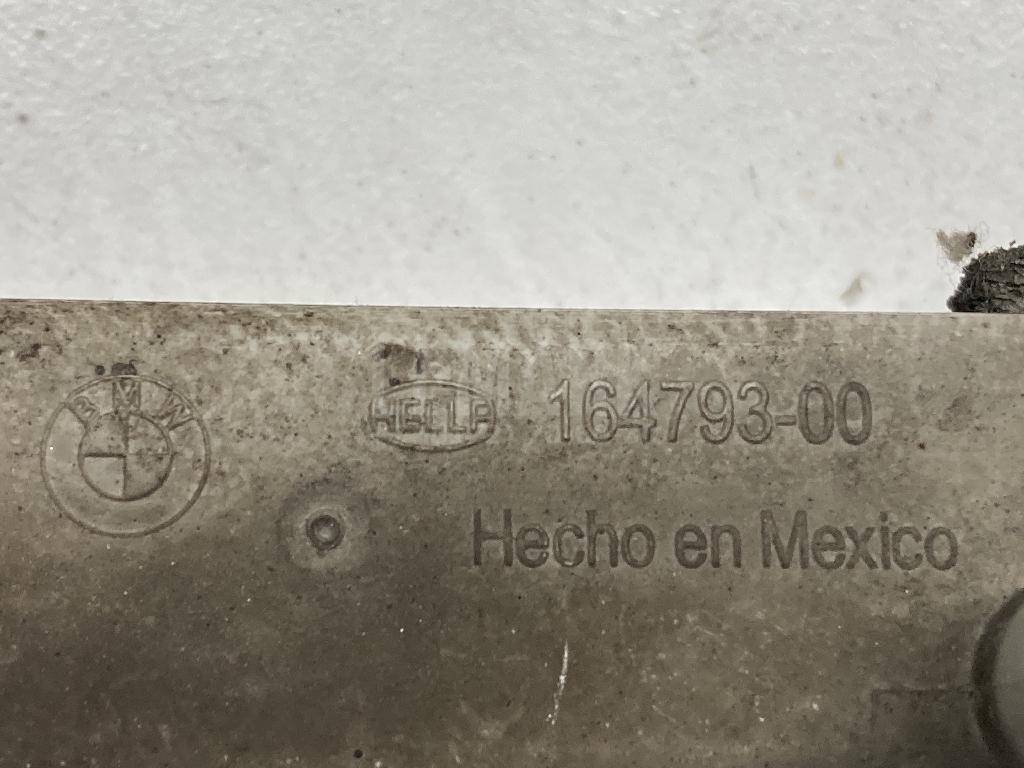 BMW
HELLA 164793-00
Hecho en Mexico